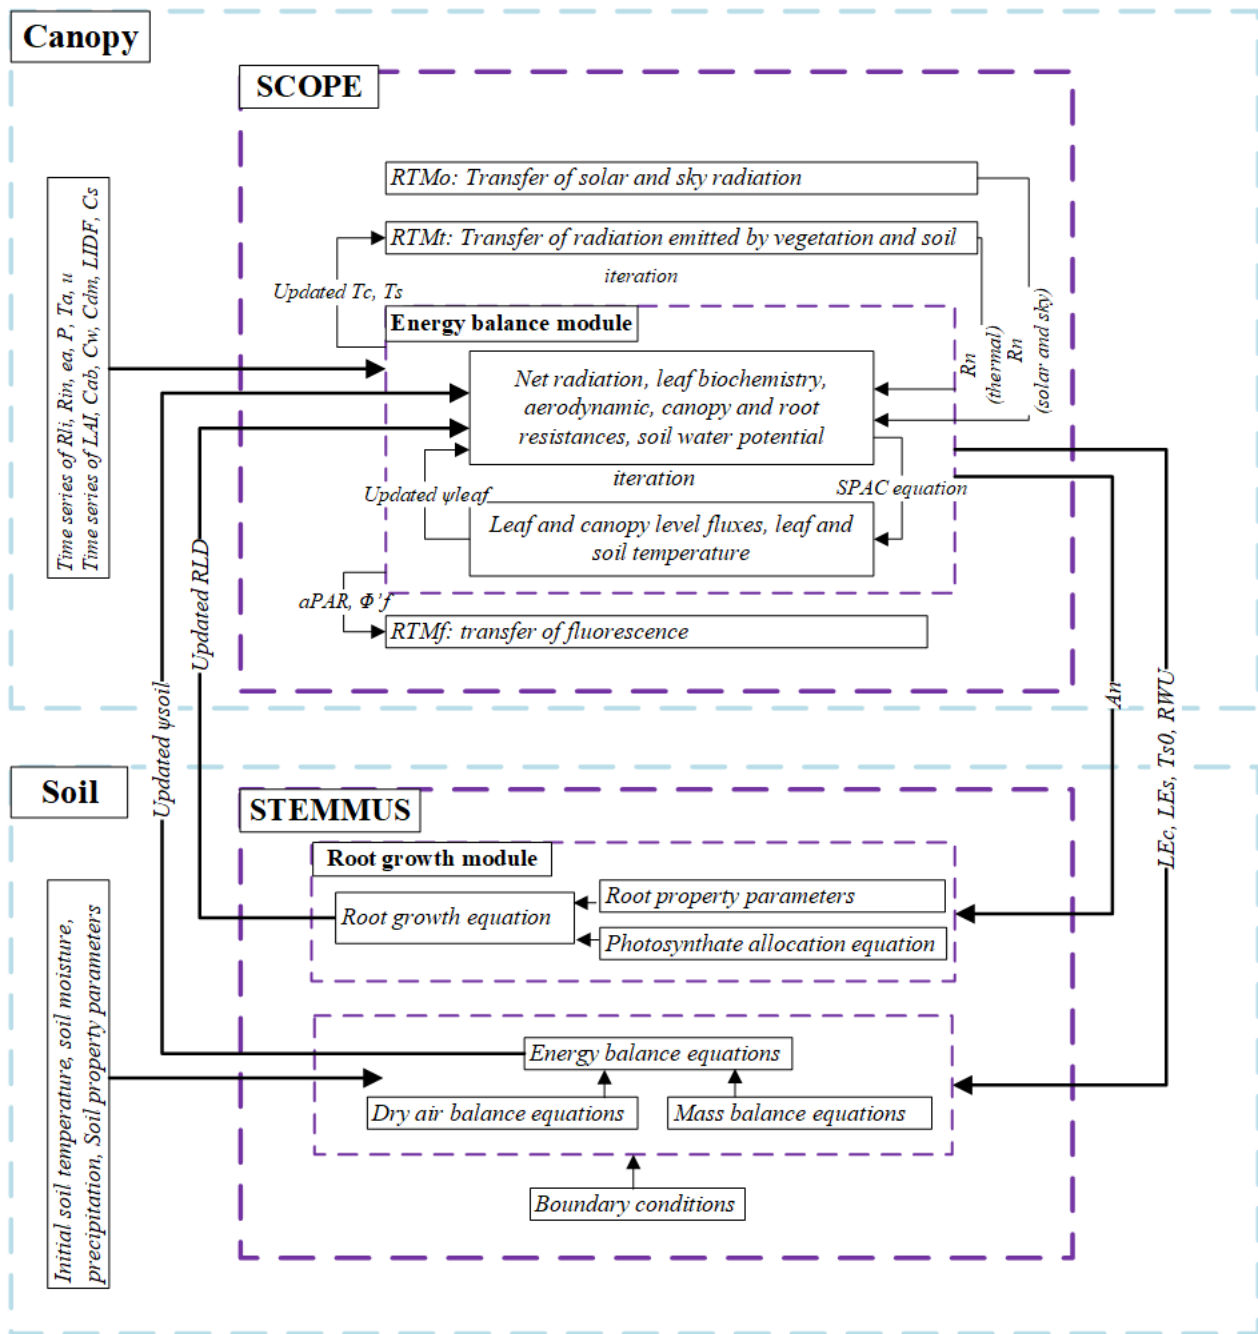 Canopy
SCOPE
RTMo: Transfer of solar and sky radiation
RTMt: Transfer of radiation emitted by vegetation and soil
iteration
Updated Tc, Ts
Energy balance module
Net radiation, leaf biochemistry,
aerodynamic, canopy and root
resistances, soil water potential
iteration
Updated ψleaf
SPAC equation
Leaf and canopy level fluxes, leaf and
soil temperature
aPAR, Φ'f
RTMf: transfer of fluorescence
Rn
(thermal)
Rn
(solar and sky)
Time series of Rli, Rin, ea, P, Ta, u
Time series of LAI, Cab, Cw, Cdm, LIDF, Cs
Updated RLD
Updated ψsoil
An
LEc, LEs, Ts0, RWU
Soil
STEMMUS
Root growth module
Root growth equation
Root property parameters
Photosynthate allocation equation
Energy balance equations
Dry air balance equations
Mass balance equations
Boundary conditions
Initial soil temperature, soil moisture,
precipitation, Soil property parameters